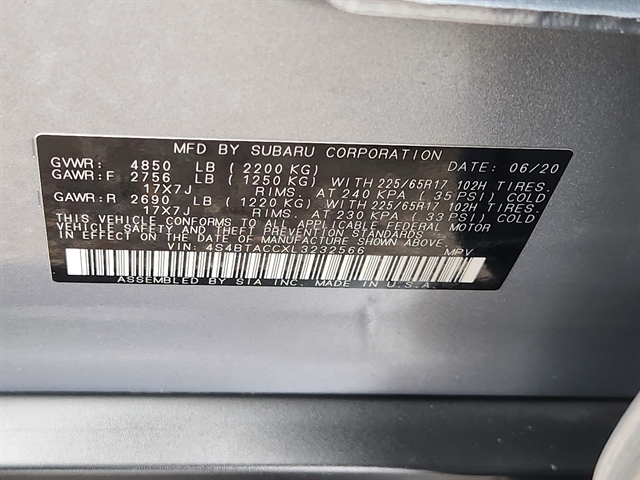 MFD BY SUBARU CORPORATION
GVWR: 4850 LB (2200 KG) DATE: 06/20
GAWR:F 2756 LB (1250 KG) WITH 225/65R17 102H TIRES.
17X7J RIMS. AT 240 KPA (35 PSI) COLD
GAWR:R 2690 LB (1220 KG) WITH 225/65R17 102H TIRES.
17X7J RIMS. AT 230 KPA (33 PSI) COLD
THIS VEHICLE CONFORMS TO ALL APPLICABLE FEDERAL MOTOR
VEHICLE SAFETY AND THEFT PREVENTION STANDARDS
IN EFFECT ON THE DATE OF MANUFACTURE SHOWN ABOVE.
VIN: 4S4BTACCXL3232566 MPV
ASSEMBLED BY SIA INC. MADE IN U.S.A.